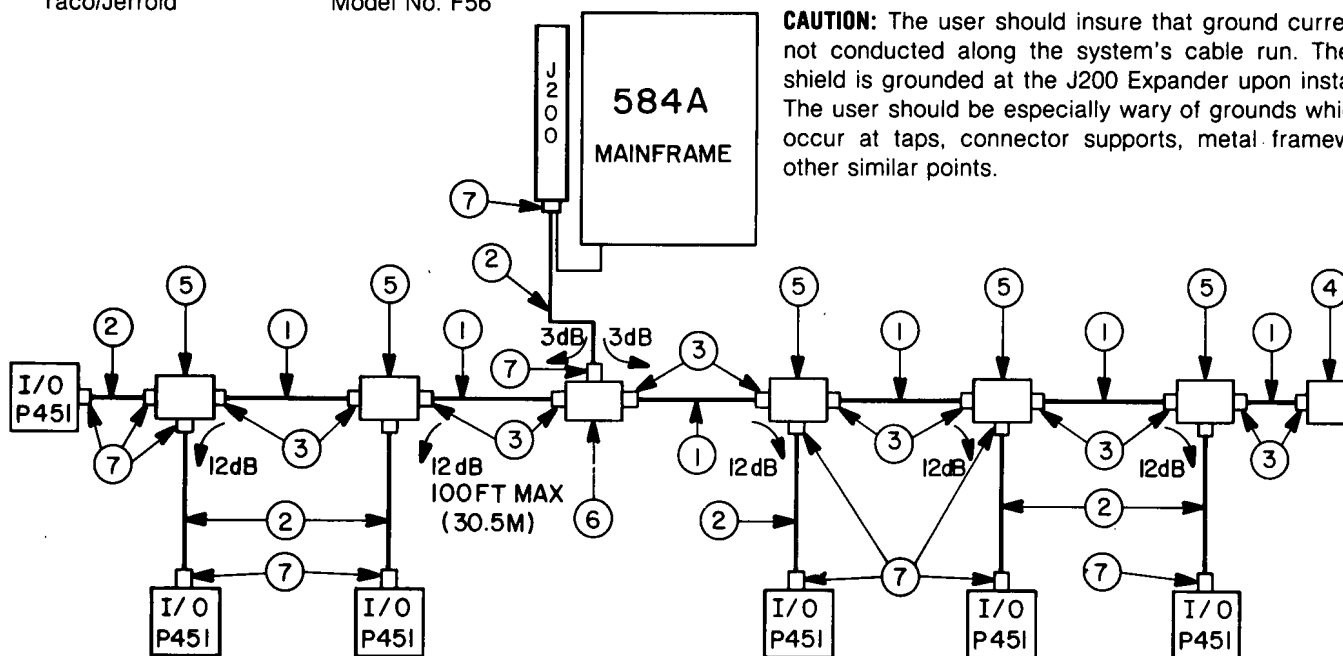 Taco/Jerrold Model No. F56
CAUTION: The user should insure that ground curre
not conducted along the system's cable run. The
shield is grounded at the J200 Expander upon insta
The user should be especially wary of grounds whi
occur at taps, connector supports, metal framew
other similar points.
J200
584A
MAINFRAME
7
2
5 5 5 5 5 4
2 1 1 3dB 3dB 3 1 1 1
7
I/O
P451
7 3 3 1 3 3 3
12dB 12dB 12dB 12dB 12dB
100FT MAX
(30.5M)
6
2 2 2
7 7 7
I/O I/O I/O I/O I/O
P451 P451 P451 P451 P451